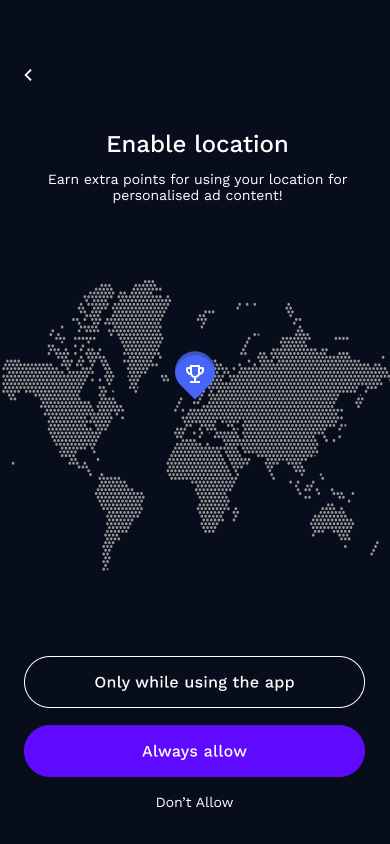 Enable location
Earn extra points for using your location for
personalised ad content!
Only while using the app
Always allow
Don’t Allow